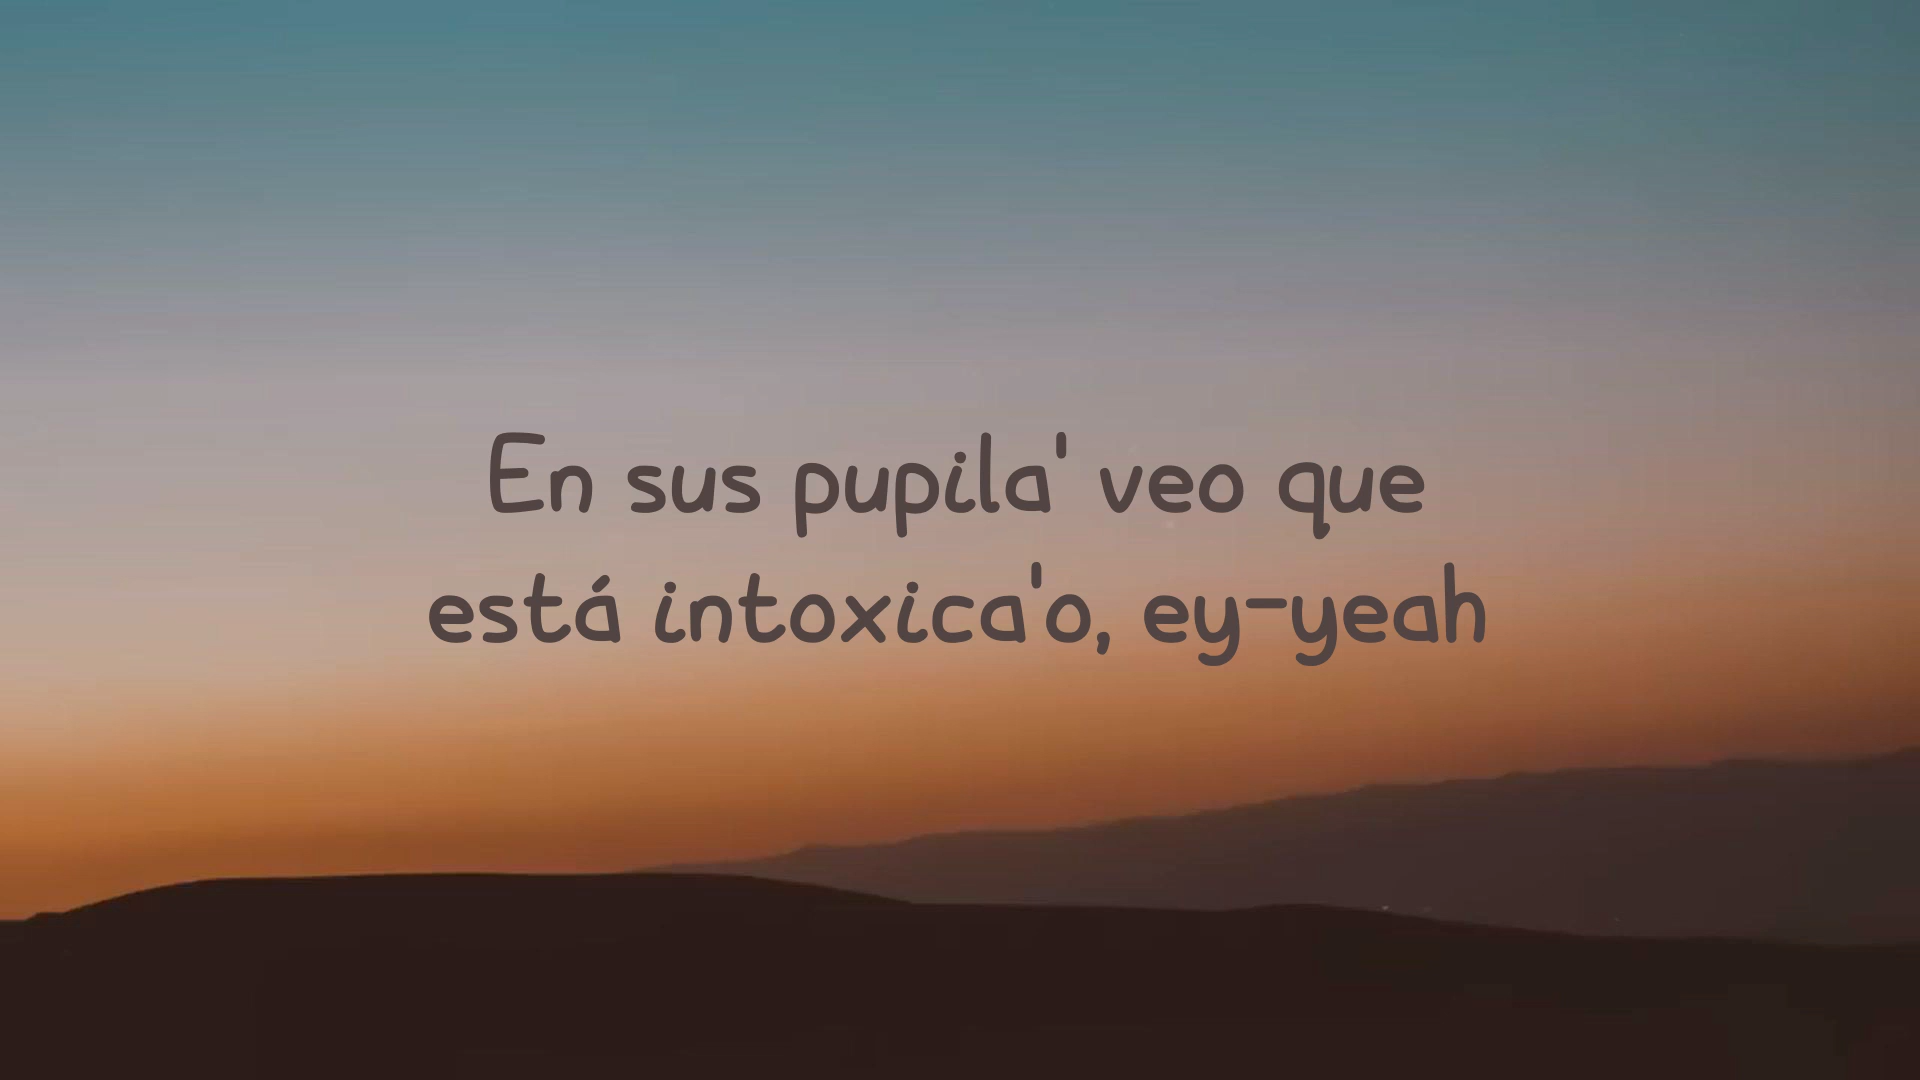 En sus pupila' veo que
está intoxica'o, ey-yeah